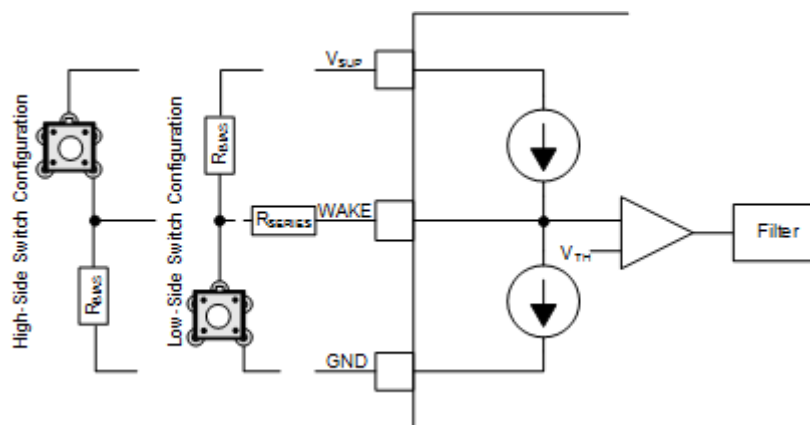 High-Side Switch Configuration
RBIAS
Low-Side Switch Configuration
RBIAS
RSERIES
VSUP
WAKE
GND
VTH
Filter